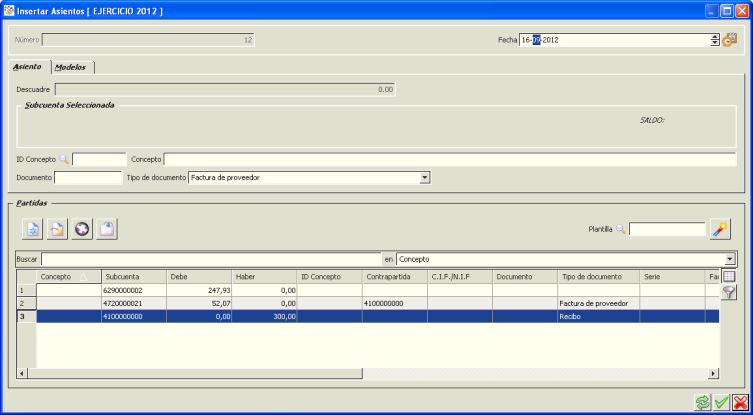 Insertar Asientos [ EJERCICIO 2012 ]
Número 12 Fecha 16-09-2012
Asiento Modelos
Descuadre 0.00
Subcuenta Seleccionada
SALDO:
ID Concepto Concepto
Documento Tipo de documento Factura de proveedor
Partidas
Plantilla
Buscar en Concepto
Concepto Subcuenta Debe Haber ID Concepto Contrapartida C.I.F./N.I.F Documento Tipo de documento Serie
1 6290000002 247,93 0,00
2 4720000021 52,07 0,00 4100000000 Factura de proveedor
3 4100000000 0,00 300,00 Recibo